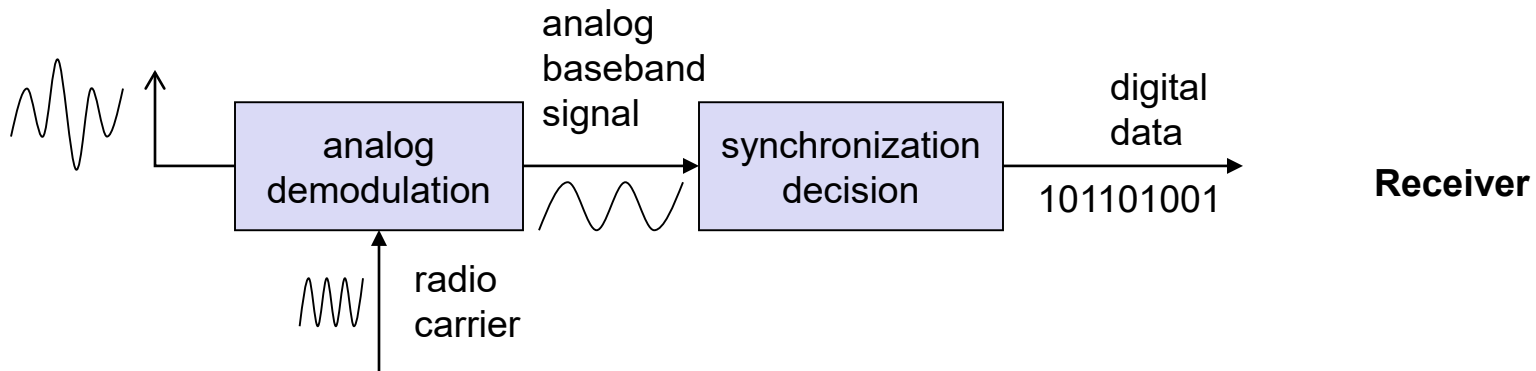 analog
baseband
signal
analog
demodulation
synchronization
decision
digital
data
101101001
Receiver
radio
carrier